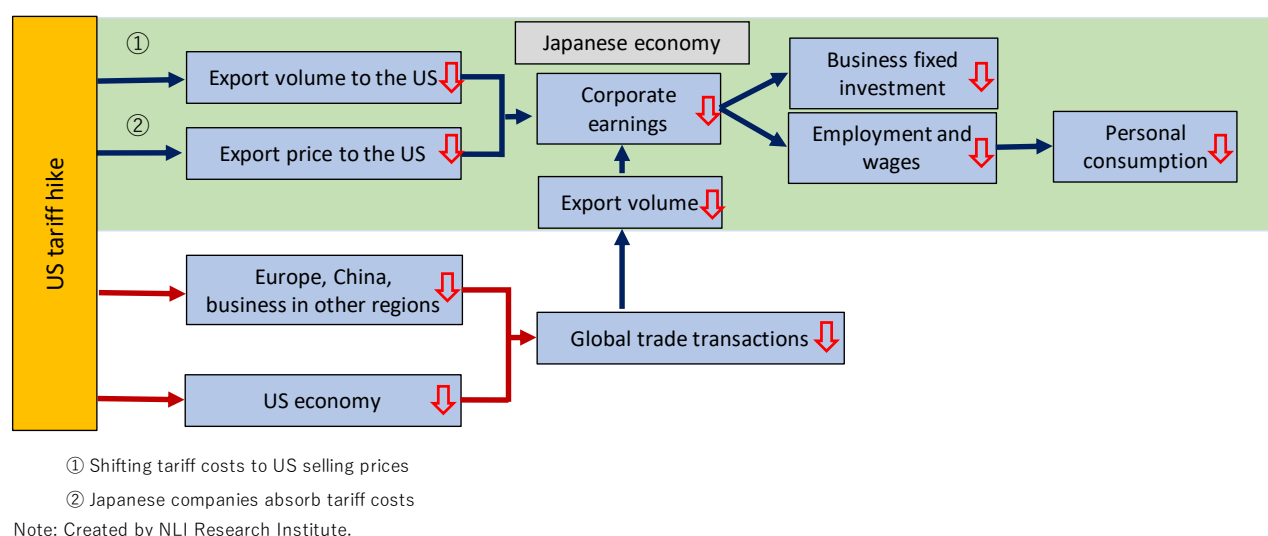 US tariff hike
①
Export volume to the US
②
Export price to the US
Japanese economy
Corporate
earnings
Business fixed
investment
Employment and
wages
Personal
consumption
Export volume
Europe, China,
business in other regions
Global trade transactions
US economy
① Shifting tariff costs to US selling prices
② Japanese companies absorb tariff costs
Note: Created by NLI Research Institute.